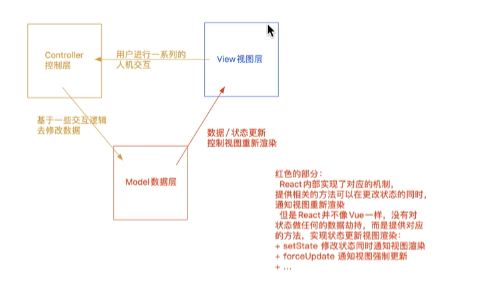 Controller
控制层
用户进行一系列的
人机交互
View视图层
基于一些交互逻辑
去修改数据
数据/状态更新
控制视图重新渲染
Model数据层
红色的部分：
React内部实现了对应的机制，
提供相关的方法可以在更改状态的同时，
通知视图重新渲染
但是React并不像Vue一样，没有对
状态做任何的数据劫持，而是提供对应
的方法，实现状态更新视图渲染：
+ setState 修改状态同时通知视图渲染
+ forceUpdate 通知视图强制更新
+ ...